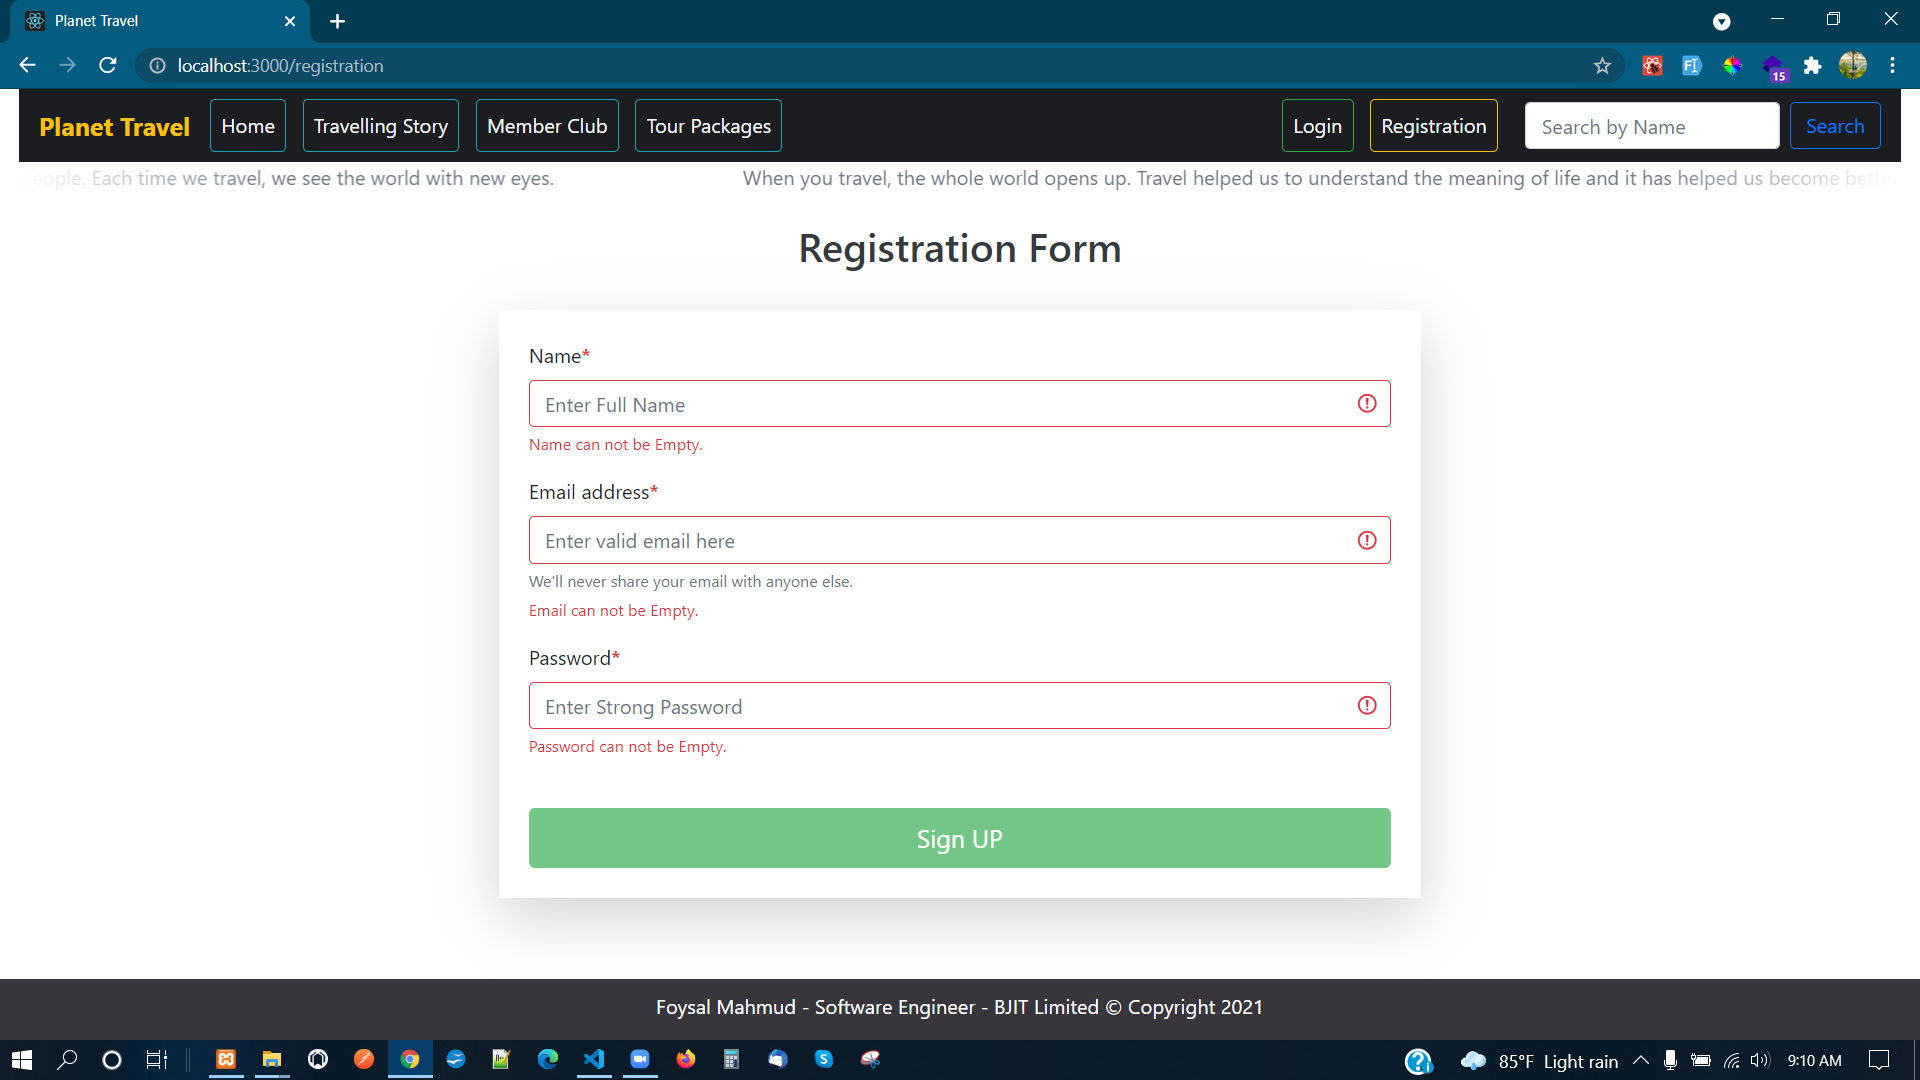 Planet Travel
localhost:3000/registration
15
Planet Travel Home Travelling Story Member Club Tour Packages Login Registration Search by Name Search
people. Each time we travel, we see the world with new eyes. When you travel, the whole world opens up. Travel helped us to understand the meaning of life and it has helped us become better
Registration Form
Name*
Enter Full Name
Name can not be Empty.
Email address*
Enter valid email here
We'll never share your email with anyone else.
Email can not be Empty.
Password*
Enter Strong Password
Password can not be Empty.
Sign UP
Foysal Mahmud - Software Engineer - BJIT Limited © Copyright 2021
85°F Light rain 9:10 AM